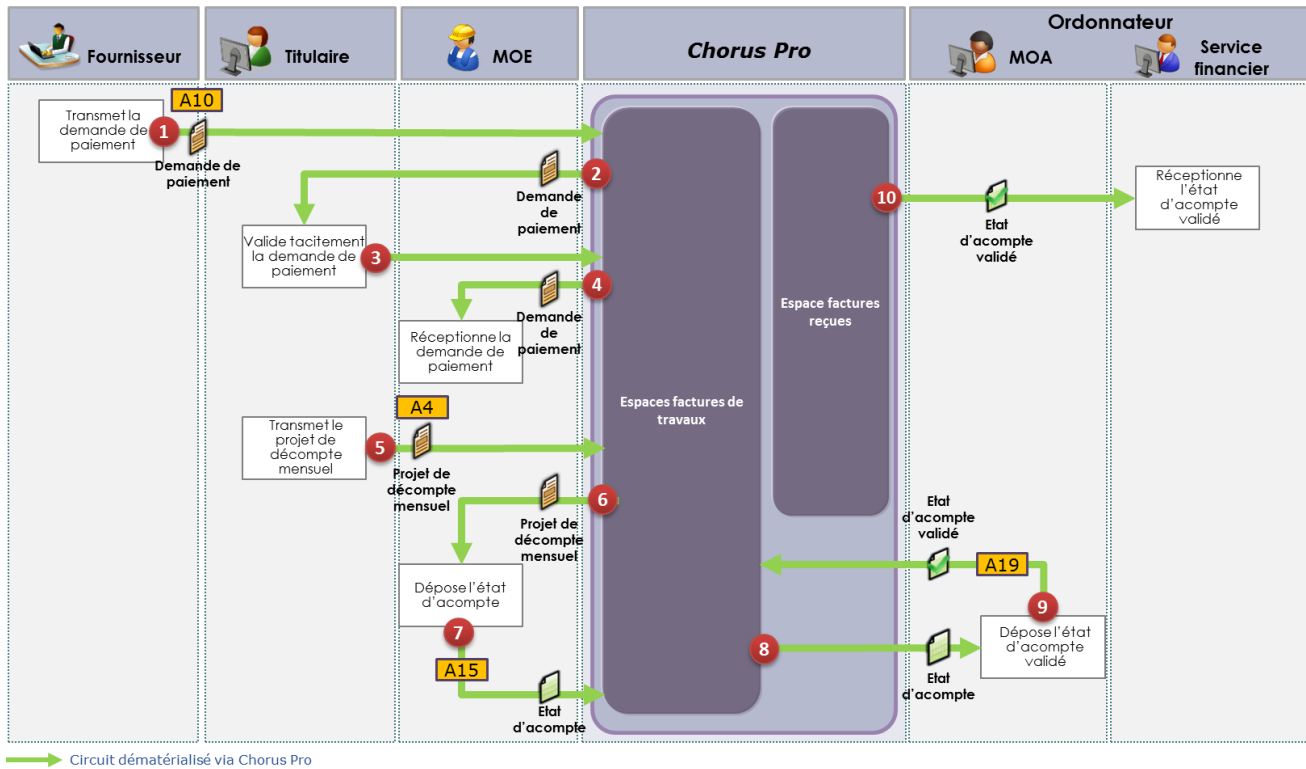 Fournisseur
Titulaire
MOE
Chorus Pro
Ordonnateur
MOA
Service
financier
A10
Transmet la
demande de
paiement
1
Demande de
paiement
2
Demande
de
paiement
Valide tacitement
la demande de
paiement
3
4
Demande
de
paiement
Réceptionne la
demande de
paiement
A4
Transmet le
projet de
décompte
mensuel
5
Projet de
décompte
mensuel
6
Projet de
décompte
mensuel
Dépose l'état
d'acompte
7
A15
Etat
d'acompte
Espaces factures de
travaux
Espace factures
reçues
10
Etat
d'acompte
validé
Réceptionne
l'état
d'acompte
validé
Etat
d'acompte
validé
A19
9
8
Etat
d'acompte
Dépose l'état
d'acompte
validé
Circuit dématérialisé via Chorus Pro